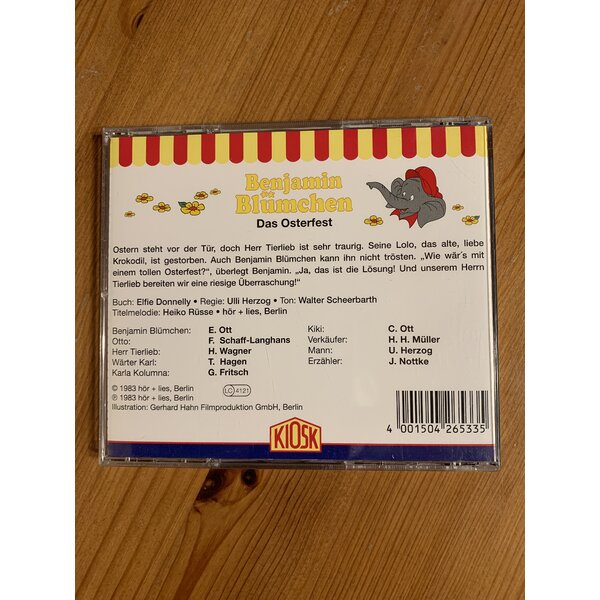 Benjamin
Blümchen
Das Osterfest
Ostern steht vor der Tür, doch Herr Tierlieb ist sehr traurig. Seine Lolo, das alte, liebe
Krokodil, ist gestorben. Auch Benjamin Blümchen kann ihn nicht trösten. „Wie wär´s mit
einem tollen Osterfest?“, überlegt Benjamin. „Ja, das ist die Lösung! Und unserem Herrn
Tierlieb bereiten wir eine riesige Überraschung!“
Buch: Elfie Donnelly • Regie: Ulli Herzog • Ton: Walter Scheerbarth
Titelmelodie: Heiko Rüsse • hör + lies, Berlin
Benjamin Blümchen: E. Ott
Otto: F. Schaff-Langhans
Herr Tierlieb: H. Wagner
Wärter Karl: T. Hagen
Karla Kolumna: G. Fritsch
Kiki: C. Ott
Verkäufer: H. H. Müller
Mann: U. Herzog
Erzähler: J. Nottke
© 1983 hör + lies, Berlin
℗ 1983 hör + lies, Berlin
Illustration: Gerhard Hahn Filmproduktion GmbH, Berlin
LC 4121
4 001504 265335
KIOSK